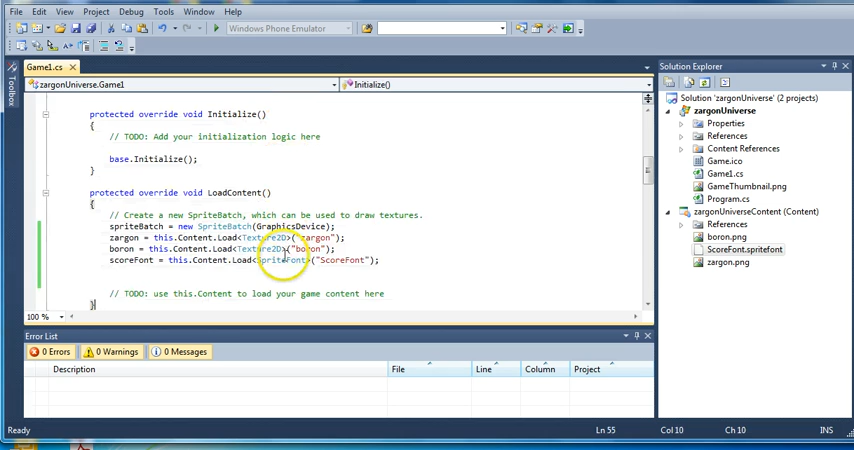 File Edit View Project Debug Tools Window Help
Windows Phone Emulator
Game1.cs
Toolbox
zargonUniverse.Game1
Initialize()
protected override void Initialize()
{
// TODO: Add your initialization logic here
base.Initialize();
}
protected override void LoadContent()
{
// Create a new SpriteBatch, which can be used to draw textures.
spriteBatch = new SpriteBatch(GraphicsDevice);
zargon = this.Content.Load<Texture2D>("zargon");
boron = this.Content.Load<Texture2D>("boron");
scoreFont = this.Content.Load<SpriteFont>("ScoreFont");
// TODO: use this.Content to load your game content here
}
100 %
Error List
0 Errors 0 Warnings 0 Messages
Description File Line Column Project
Solution Explorer
Solution 'zargonUniverse' (2 projects)
zargonUniverse
Properties
References
Content References
Game.ico
Game1.cs
GameThumbnail.png
Program.cs
zargonUniverseContent (Content)
References
boron.png
ScoreFont.spritefont
zargon.png
Ready Ln 55 Col 10 Ch 10 INS